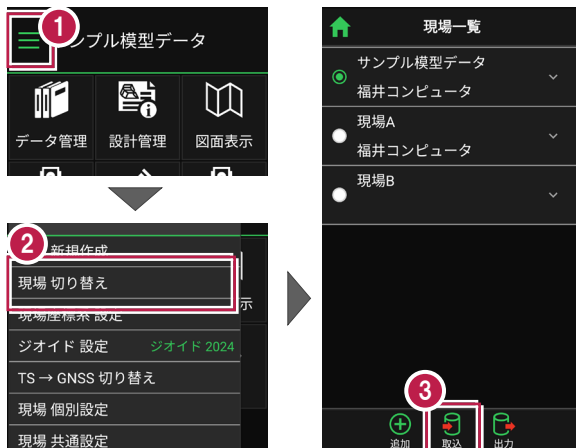 1
サンプル模型データ
データ管理
設計管理
図面表示
2
新規作成
現場 切り替え
現場座標系 設定
ジオイド 設定 ジオイド 2024
TS → GNSS 切り替え
現場 個別設定
現場 共通設定
示
現場一覧
サンプル模型データ
福井コンピュータ
現場A
福井コンピュータ
現場B
3
追加
取込
出力